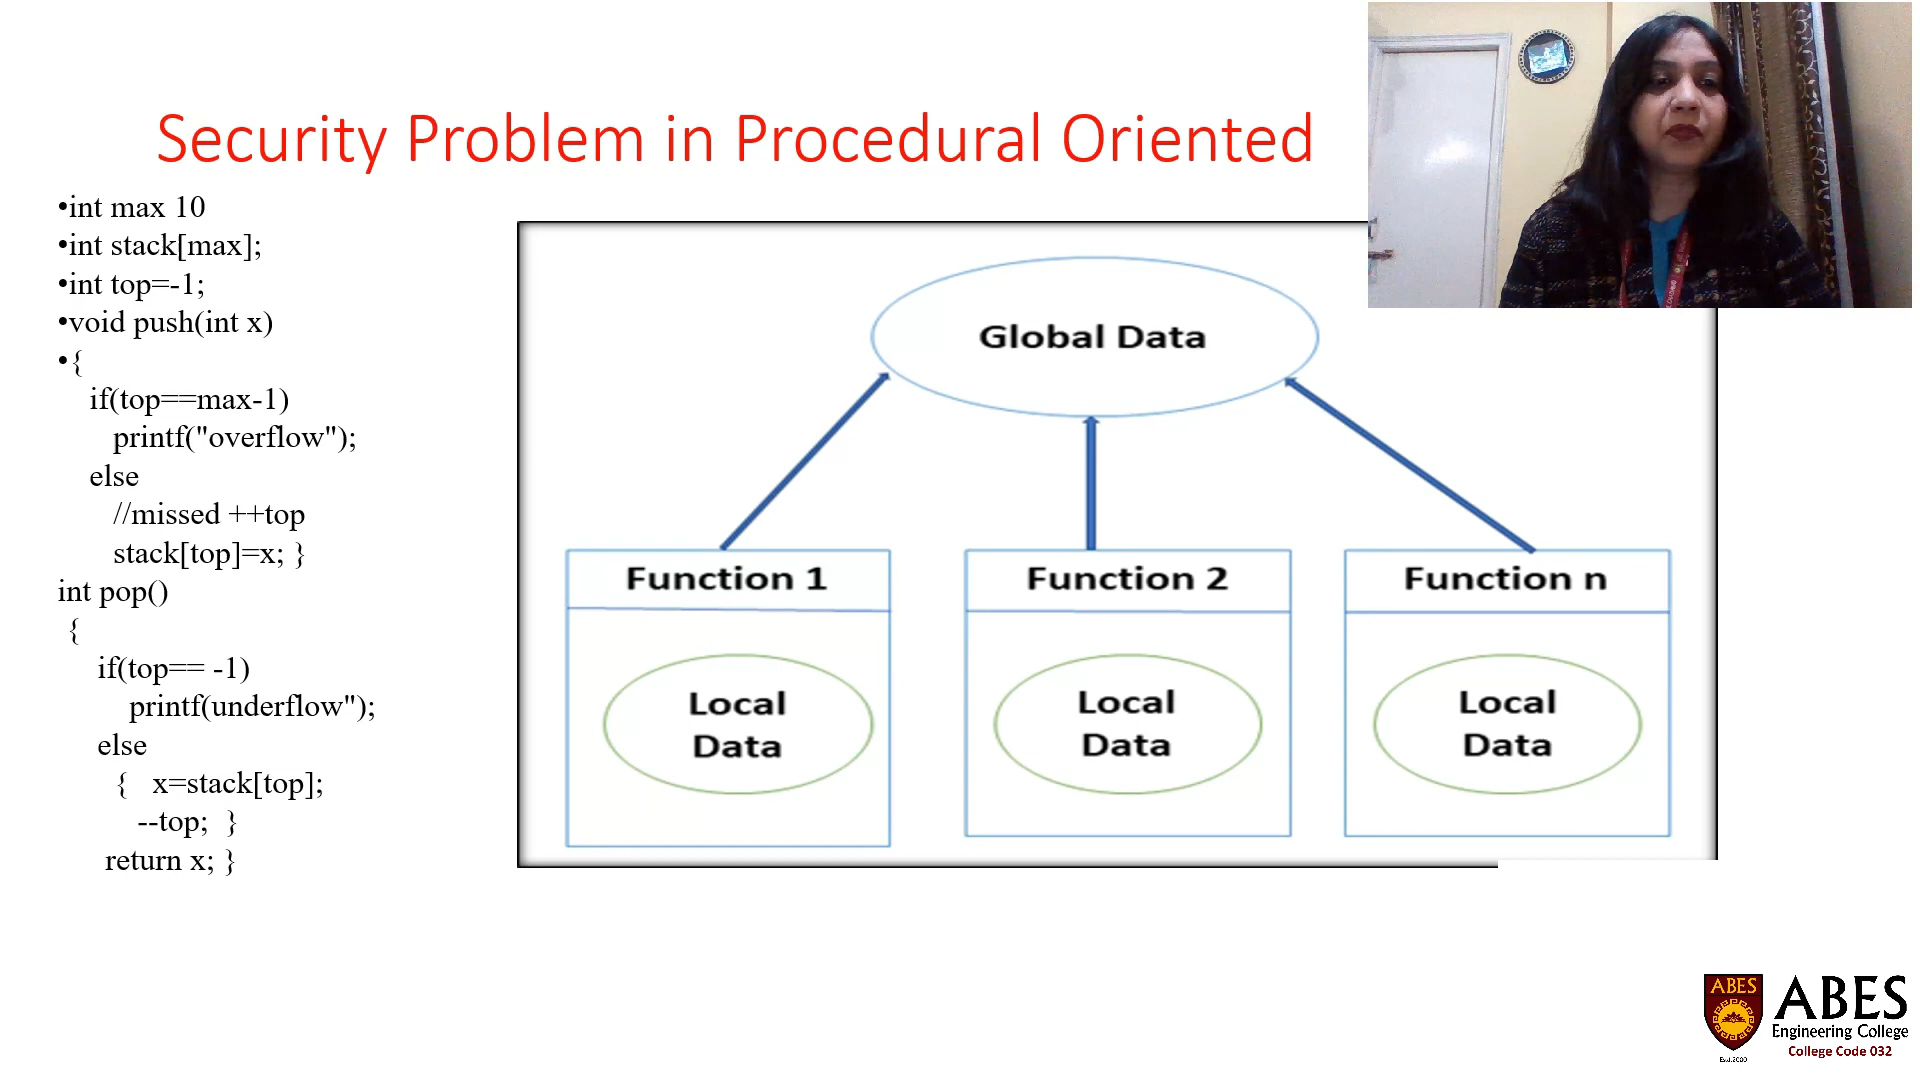 Security Problem in Procedural Oriented
•int max 10
•int stack[max];
•int top=-1;
•void push(int x)
•{
if(top==max-1)
printf("overflow");
else
//missed ++top
stack[top]=x; }
int pop()
{
if(top== -1)
printf(underflow");
else
{ x=stack[top];
--top; }
return x; }
Global Data
Function 1
Function 2
Function n
Local
Data
Local
Data
Local
Data
ABES
Estd.2000
ABES
Engineering College
College Code 032